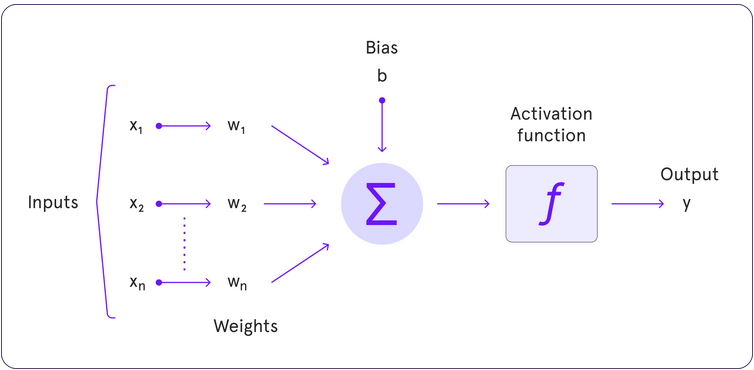 Bias
b
Activation
function
x₁ w₁
Output
Inputs x₂ w₂ Σ f y
xₙ wₙ
Weights